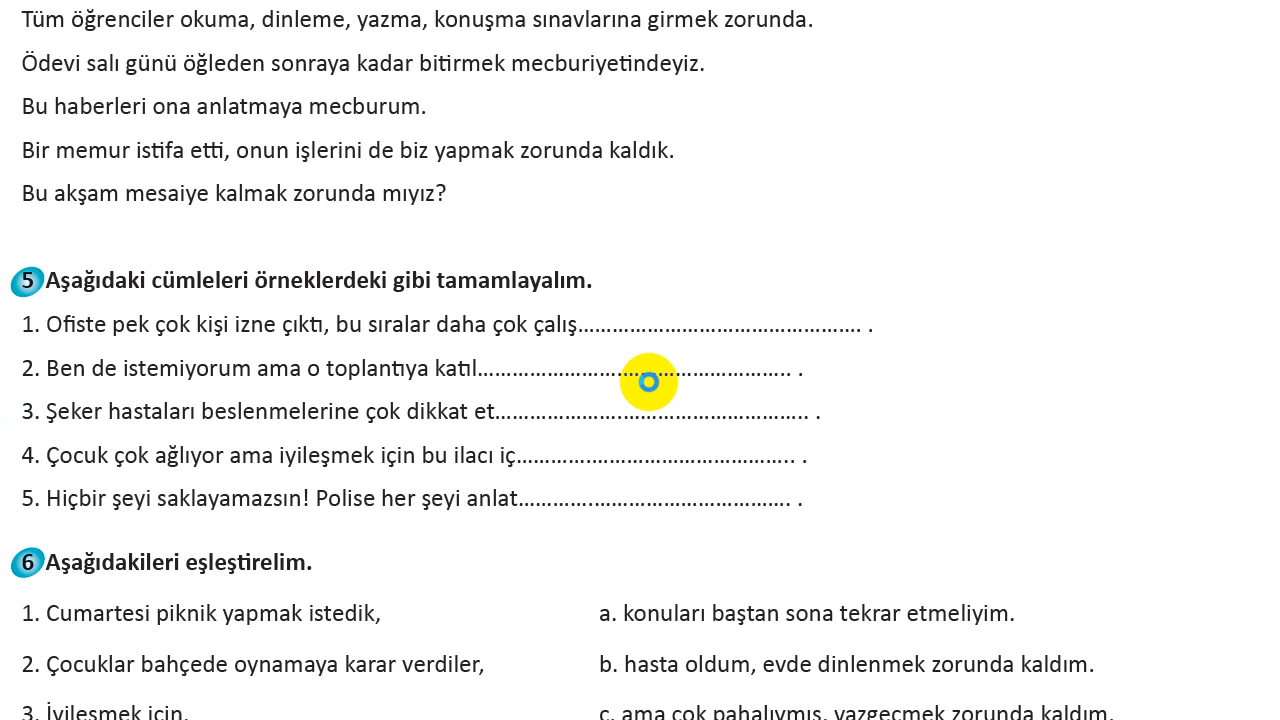 Tüm öğrenciler okuma, dinleme, yazma, konuşma sınavlarına girmek zorunda.
Ödevi salı günü öğleden sonraya kadar bitirmek mecburiyetindeyiz.
Bu haberleri ona anlatmaya mecburum.
Bir memur istifa etti, onun işlerini de biz yapmak zorunda kaldık.
Bu akşam mesaiye kalmak zorunda mıyız?
5 Aşağıdaki cümleleri örneklerdeki gibi tamamlayalım.
1. Ofiste pek çok kişi izne çıktı, bu sıralar daha çok çalış…………………………………………. .
2. Ben de istemiyorum ama o toplantıya katıl…………………………………………….. .
3. Şeker hastaları beslenmelerine çok dikkat et…………………………………………….. .
4. Çocuk çok ağlıyor ama iyileşmek için bu ilacı iç……………………………………….. .
5. Hiçbir şeyi saklayamazsın! Polise her şeyi anlat………………………………………. .
6 Aşağıdakileri eşleştirelim.
1. Cumartesi piknik yapmak istedik,
a. konuları baştan sona tekrar etmeliyim.
2. Çocuklar bahçede oynamaya karar verdiler,
b. hasta oldum, evde dinlenmek zorunda kaldım.
3. İyileşmek için,
c. ama çok pahalıymış, vazgeçmek zorunda kaldım.